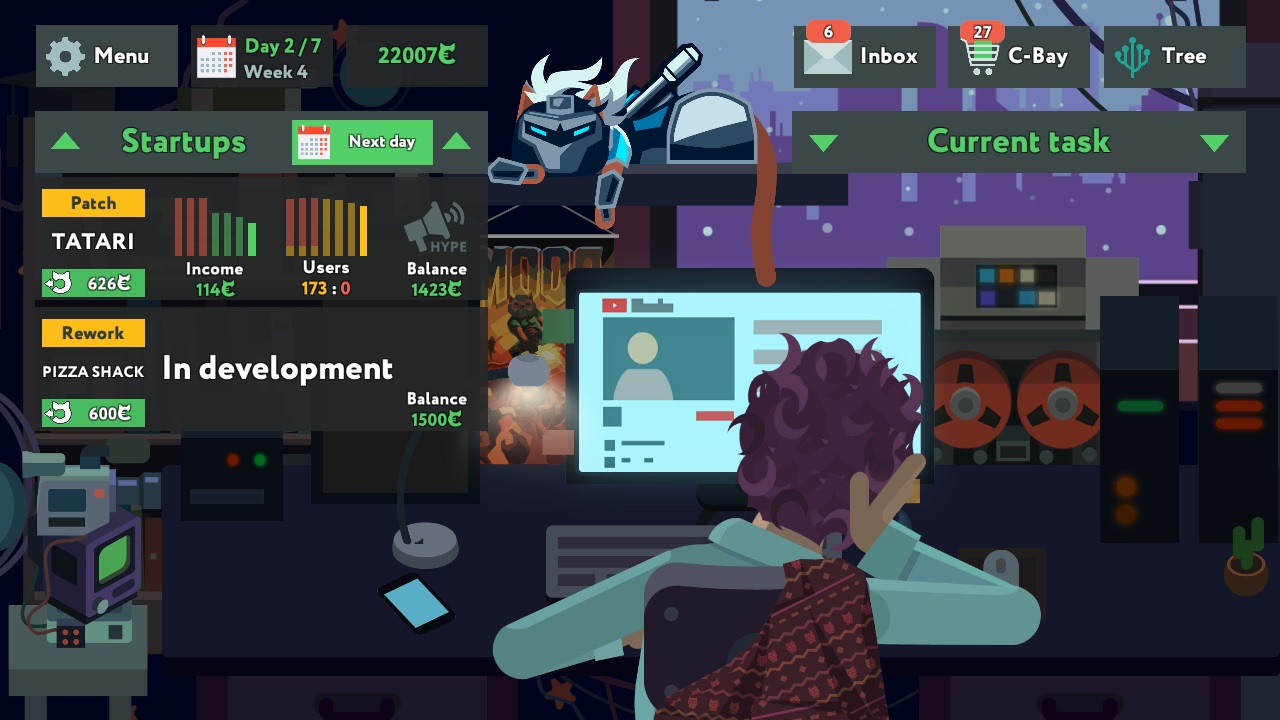 Menu
Day 2 / 7
Week 4
22007
6
Inbox
27
C-Bay
Tree
Startups
Next day
Current task
Patch
TATARI
626
Income
114
Users
173 : 0
HYPE
Balance
1423
Rework
PIZZA SHACK
600
In development
Balance
1500